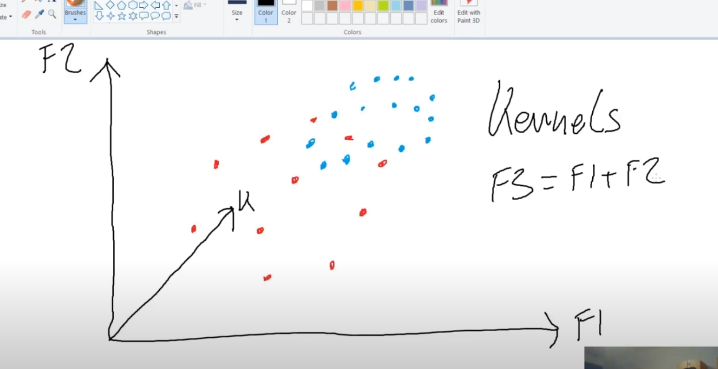 Brushes
Fill
Size
Color
1
Color
2
Edit
colors
Edit with
Paint 3D
Tools
Shapes
Colors
F2
Kernels
F3=F1+F2
K
F1